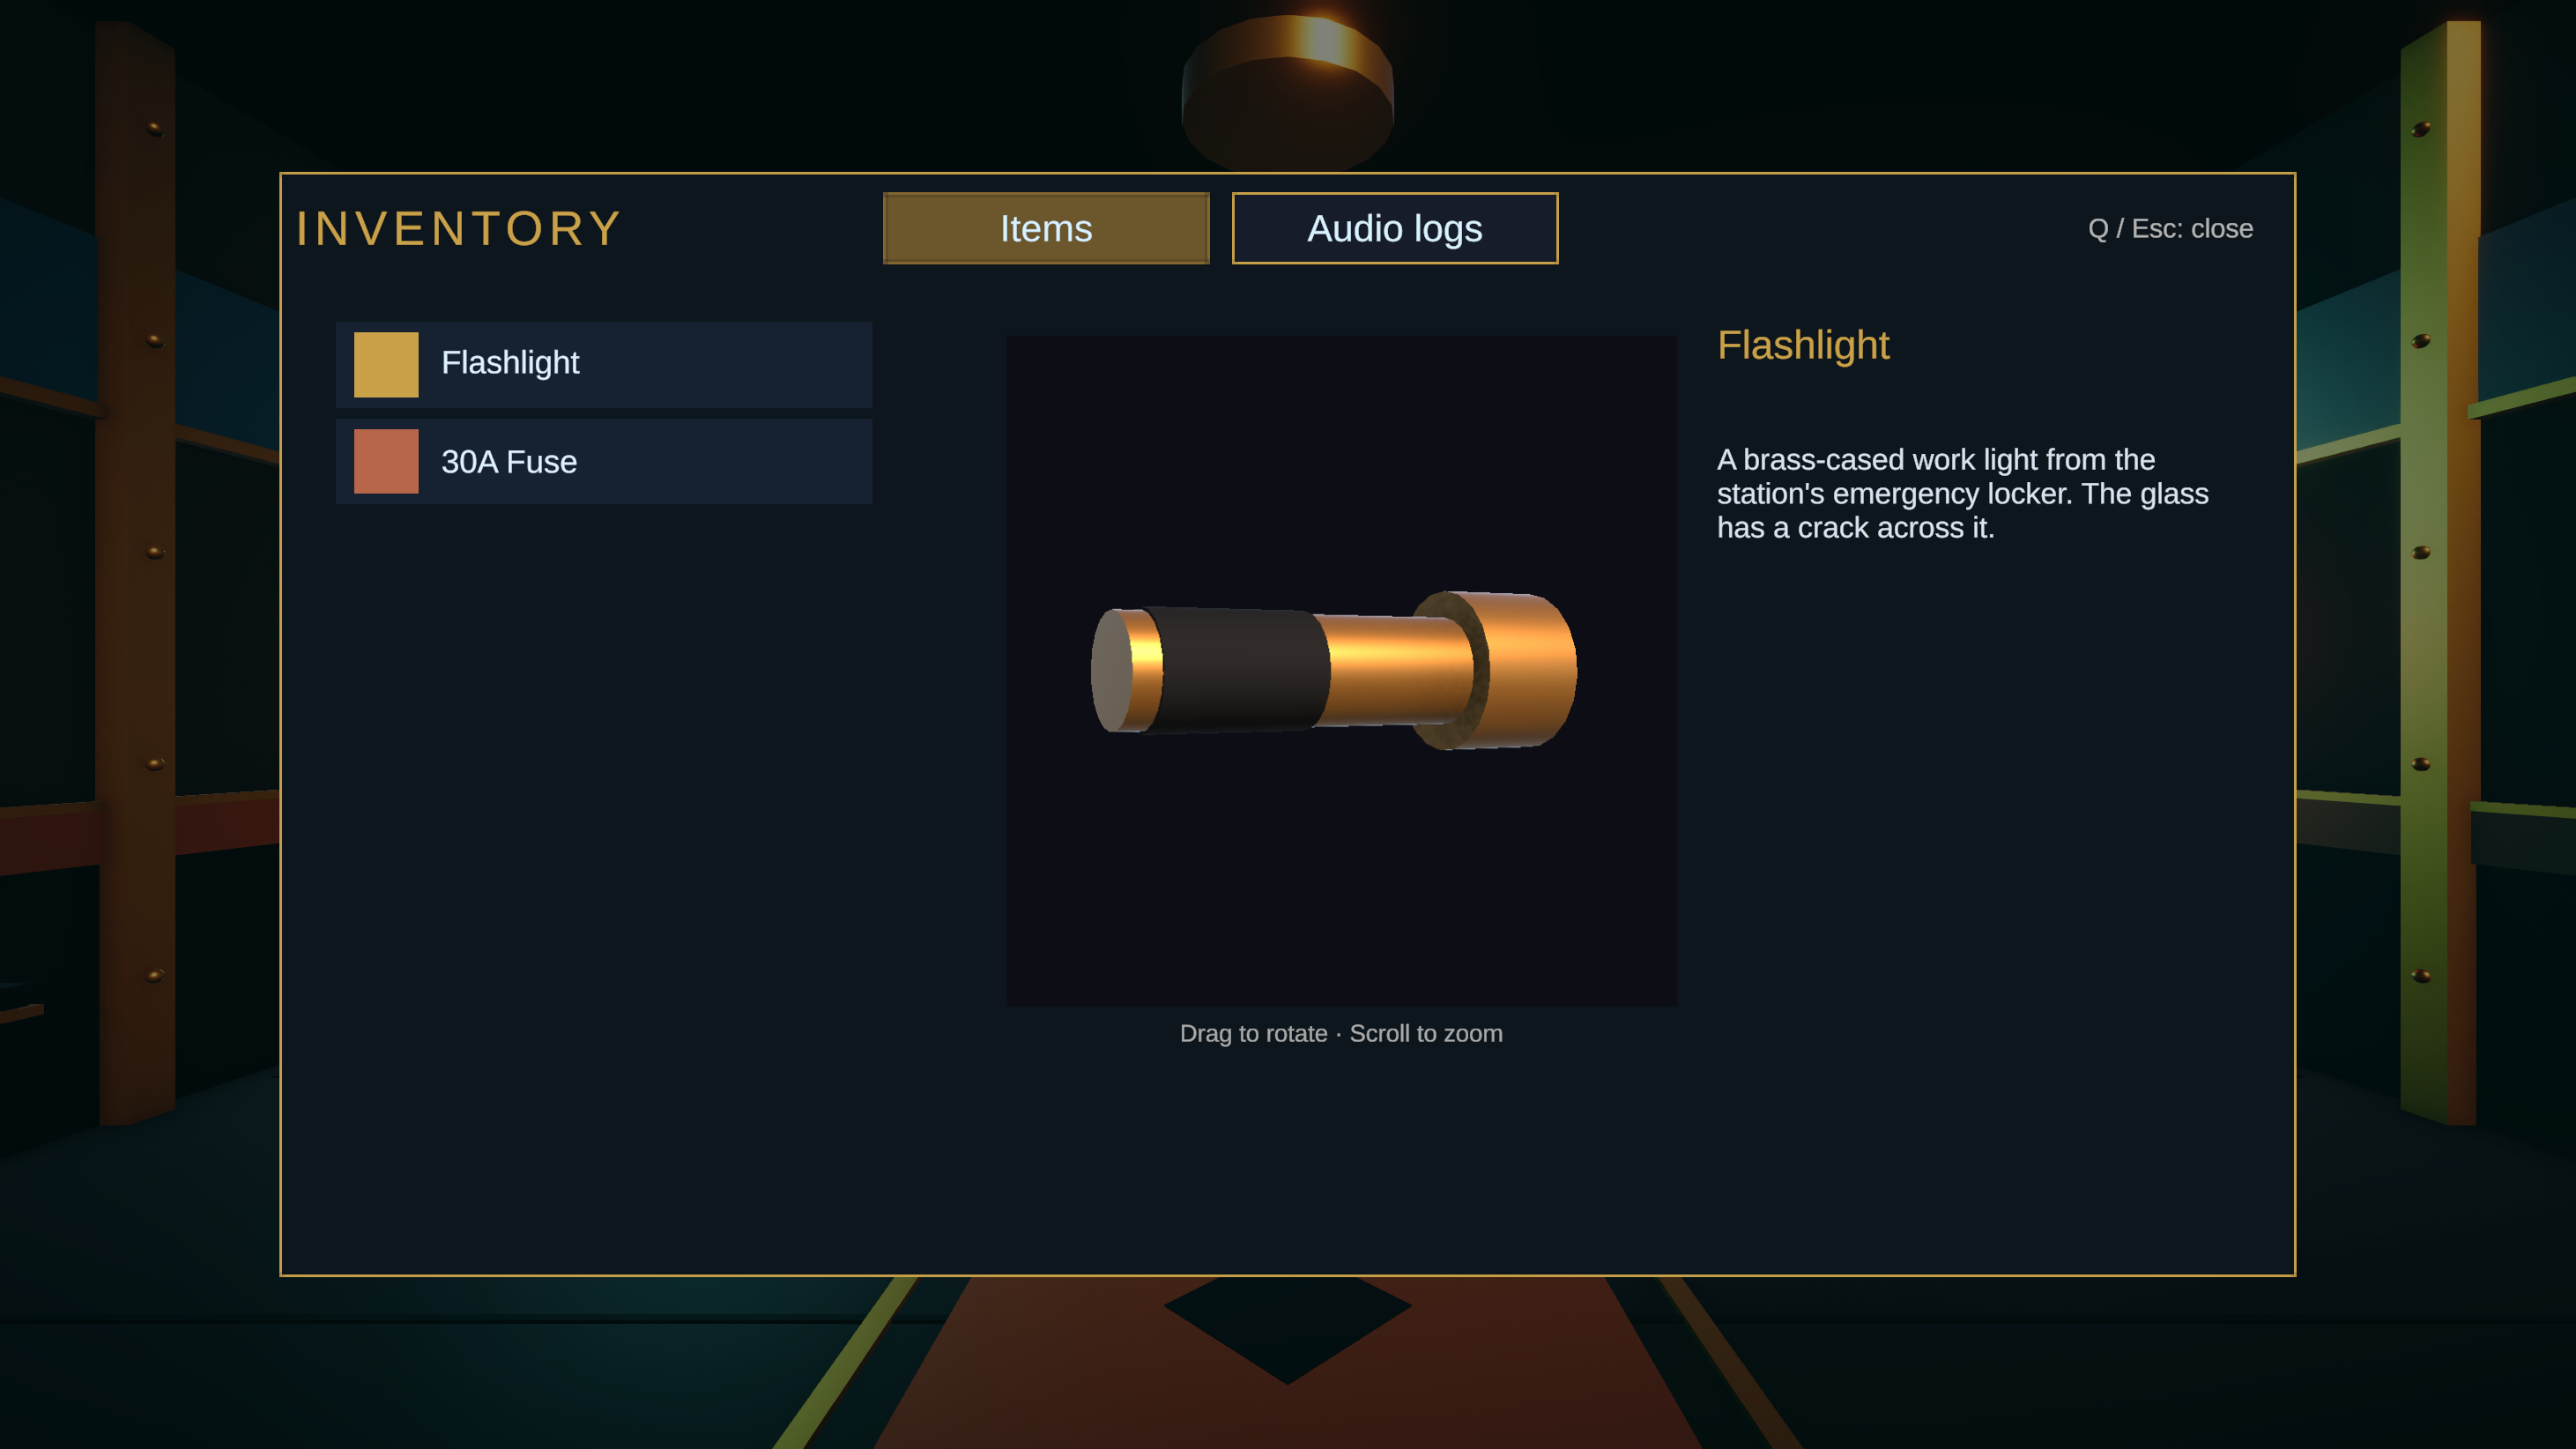 INVENTORY
Items
Audio logs
Q / Esc: close
Flashlight
30A Fuse
Flashlight
A brass-cased work light from the
station's emergency locker. The glass
has a crack across it.
Drag to rotate · Scroll to zoom